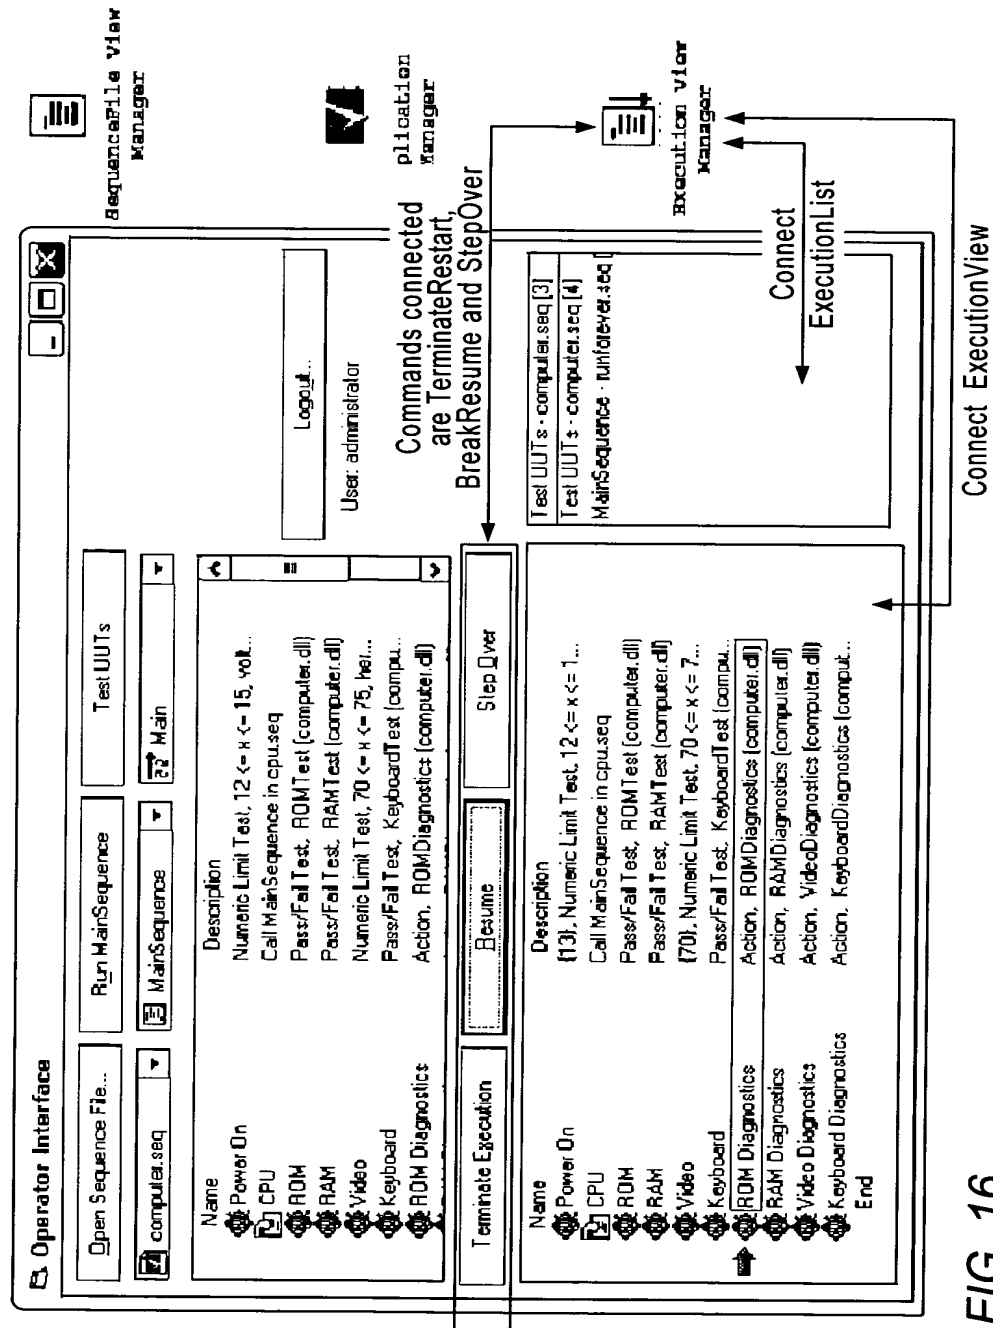 Operator Interface
Open Sequence File...
Run MainSequence
Test UUTs
computer.seq
MainSequence
Main
Name Description
Power On Numeric Limit Test, 12 <= x <= 15, volt...
CPU Call MainSequence in cpu.seq
ROM Pass/Fail Test, ROMTest (computer.dll)
RAM Pass/Fail Test, RAMTest (computer.dll)
Video Numeric Limit Test, 70 <= x <= 75, her...
Keyboard Pass/Fail Test, KeyboardTest (compu...
ROM Diagnostics Action, ROMDiagnostics (computer.dll)
Logout...
User: administrator
Terminate Execution
Resume
Step Over
Name Description
Power On {13}, Numeric Limit Test, 12 <= x <= 1...
CPU Call MainSequence in cpu.seq
ROM Pass/Fail Test, ROMTest (computer.dll)
RAM Pass/Fail Test, RAMTest (computer.dll)
Video {70}, Numeric Limit Test, 70 <= x <= 7...
Keyboard Pass/Fail Test, KeyboardTest (compu...
ROM Diagnostics Action, ROMDiagnostics (computer.dll)
RAM Diagnostics Action, RAMDiagnostics (computer.dll)
Video Diagnostics Action, VideoDiagnostics (computer.dll)
Keyboard Diagnostics Action, KeyboardDiagnostics (comput...
End
Test UUTs - computer.seq [3]
Test UUTs - computer.seq [4]
MainSequence - runforever.seq
SequenceFile View
Manager
plication
Manager
Commands connected
are TerminateRestart,
BreakResume and StepOver
Execution View
Manager
Connect
ExecutionList
Connect ExecutionView
FIG. 16